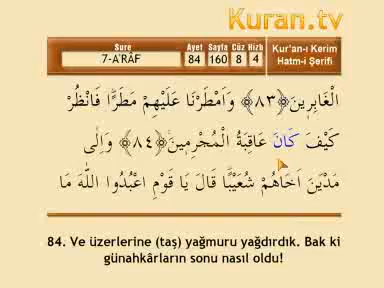 Kuran.tv
Sure Ayet Sayfa Cüz Hizb
7-A'RÂF 84 160 8 4
Kur'an-ı Kerim
Hatm-i Şerifi
الْغَابِرِينَ ﴿٨٣﴾ وَاَمْطَرْنَا عَلَيْهِمْ مَطَرًاۜ فَانْظُرْ
كَيْفَ كَانَ عَاقِبَةُ الْمُجْرِمِينَ۟ ﴿٨٤﴾ وَاِلٰى
مَدْيَنَ اَخَاهُمْ شُعَيْبًاۜ قَالَ يَا قَوْمِ اعْبُدُوا اللّٰهَ مَا
84. Ve üzerlerine (taş) yağmuru yağdırdık. Bak ki
günahkârların sonu nasıl oldu!